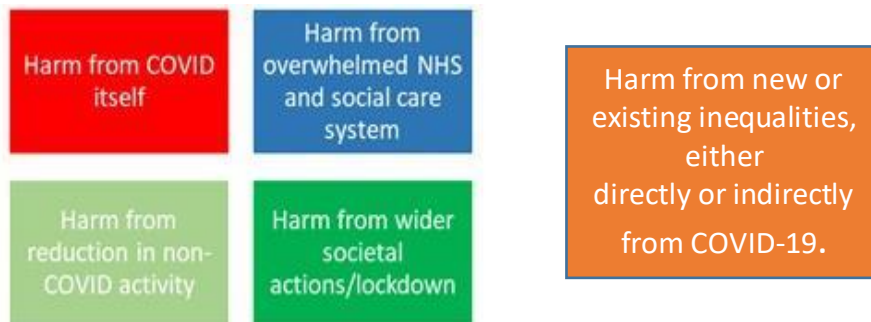 Harm from COVID
itself
Harm from
overwhelmed NHS
and social care
system
Harm from
reduction in non-
COVID activity
Harm from wider
societal
actions/lockdown
Harm from new or
existing inequalities,
either
directly or indirectly
from COVID-19.